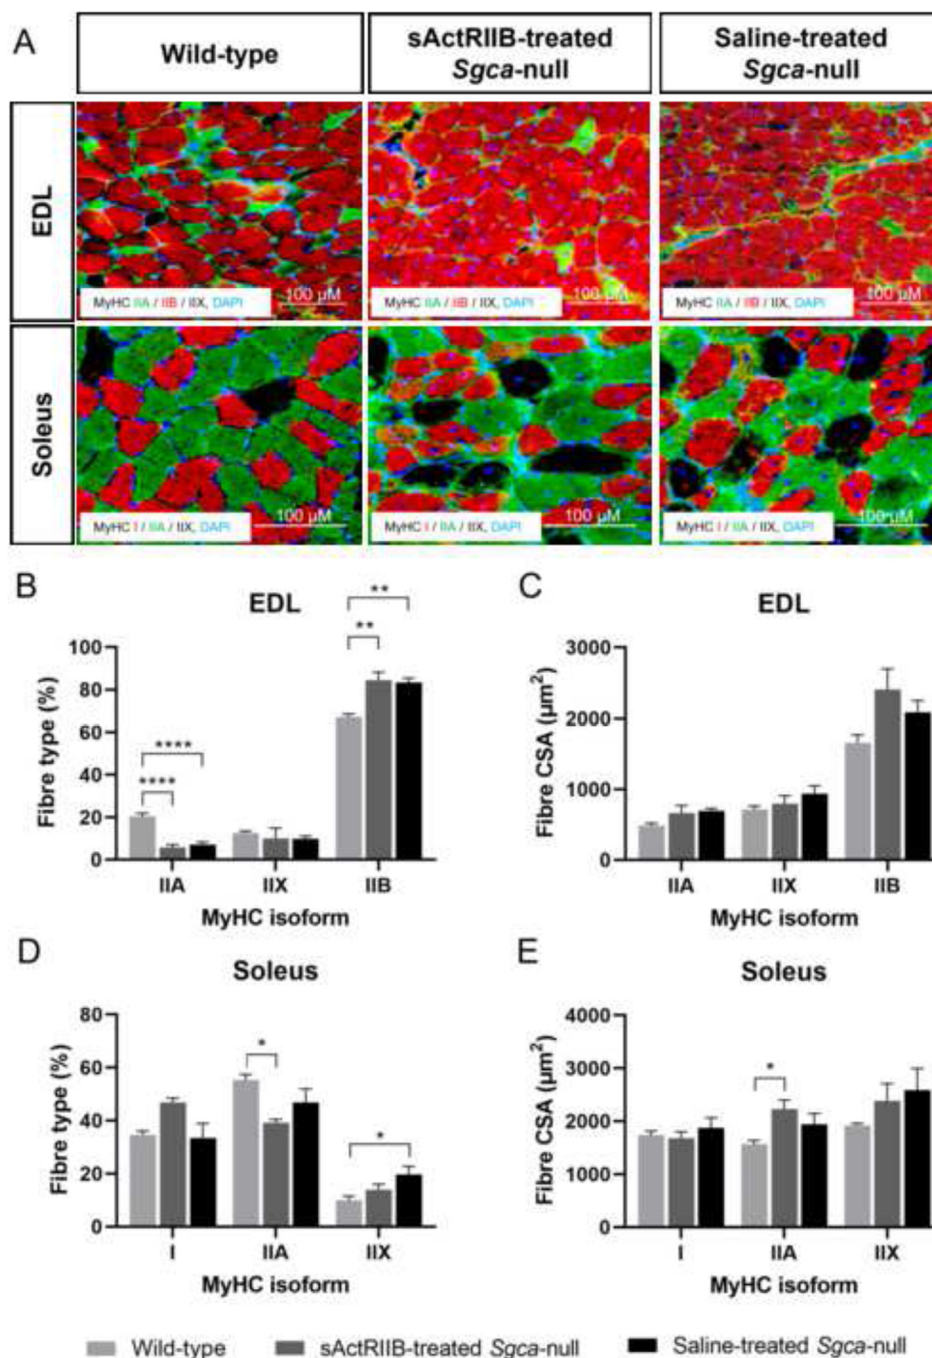 A
Wild-type
sActRIIB-treated
Sgca-null
Saline-treated
Sgca-null
EDL
MyHC IIA / IIB / IIX, DAPI
100 µM
MyHC IIA / IIB / IIX, DAPI
100 µM
MyHC IIA / IIB / IIX, DAPI
100 µM
Soleus
MyHC I / IIA / IIX, DAPI
100 µM
MyHC I / IIA / IIX, DAPI
100 µM
MyHC I / IIA / IIX, DAPI
100 µM
B
EDL
Fibre type (%)
100
80
60
40
20
0
****
****
**
**
IIA
IIX
IIB
MyHC isoform
C
EDL
Fibre CSA (µm²)
3000
2000
1000
0
IIA
IIX
IIB
MyHC isoform
D
Soleus
Fibre type (%)
80
60
40
20
0
*
*
I
IIA
IIX
MyHC isoform
E
Soleus
Fibre CSA (µm²)
4000
3000
2000
1000
0
*
I
IIA
IIX
MyHC isoform
Wild-type
sActRIIB-treated Sgca-null
Saline-treated Sgca-null